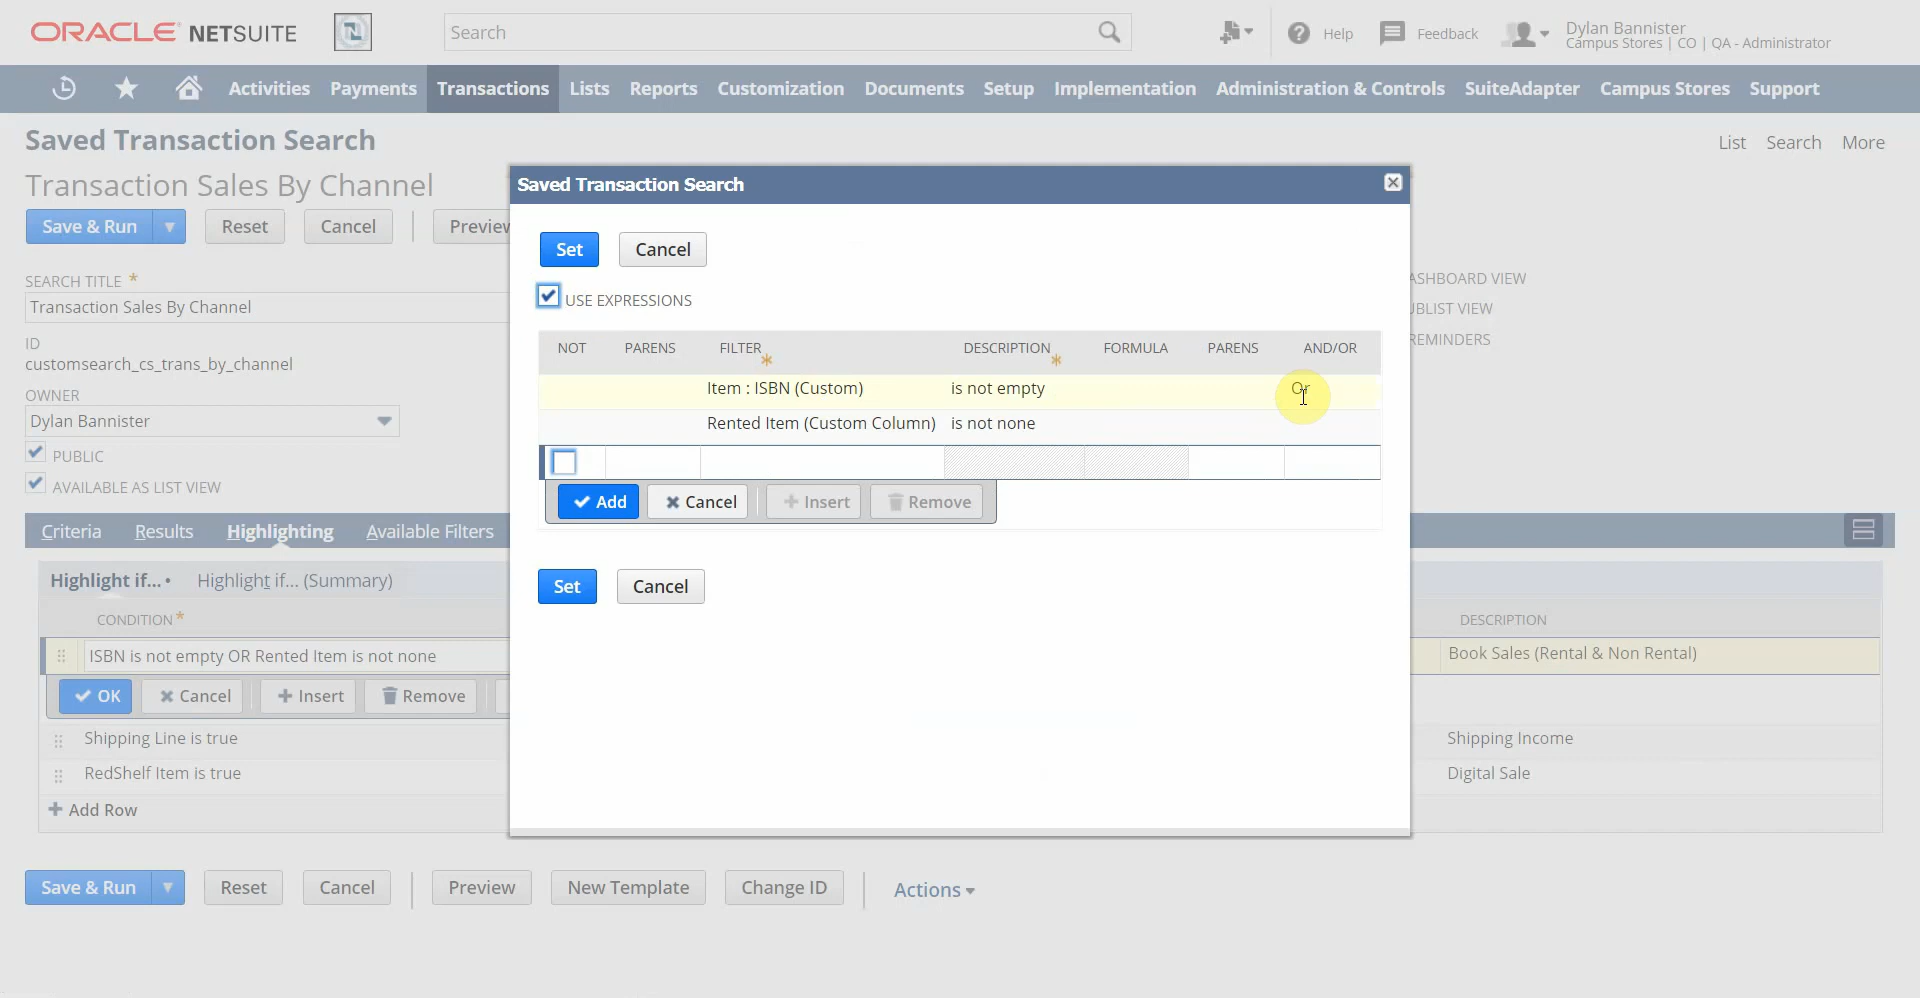 ORACLE NETSUITE
Search
Help
Feedback
Dylan Bannister
Campus Stores | CO | QA - Administrator
Activities Payments Transactions Lists Reports Customization Documents Setup Implementation Administration & Controls SuiteAdapter Campus Stores Support
Saved Transaction Search
List Search More
Transaction Sales By Channel
Save & Run Reset Cancel
SEARCH TITLE *
Transaction Sales By Channel
ID
customsearch_cs_trans_by_channel
OWNER
Dylan Bannister
PUBLIC
AVAILABLE AS LIST VIEW
Criteria Results Highlighting Available Filters
Highlight if... • Highlight if... (Summary)
CONDITION *
DESCRIPTION
ISBN is not empty OR Rented Item is not none
Book Sales (Rental & Non Rental)
OK Cancel Insert Remove
Shipping Line is true
Shipping Income
RedShelf Item is true
Digital Sale
Add Row
Save & Run Reset Cancel Preview New Template Change ID Actions
Saved Transaction Search
Set Cancel
USE EXPRESSIONS
NOT PARENS FILTER * DESCRIPTION * FORMULA PARENS AND/OR
Item : ISBN (Custom) is not empty Or
Rented Item (Custom Column) is not none
Add Cancel Insert Remove
Set Cancel